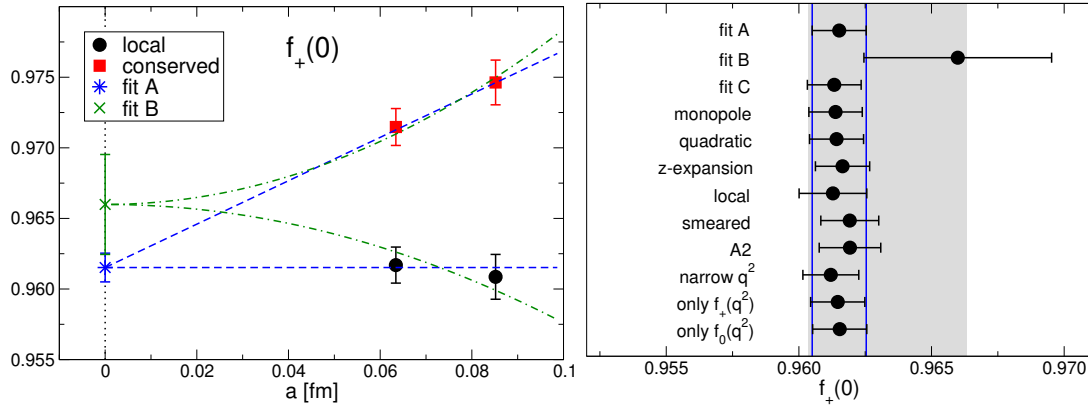 f₊(0)
local
conserved
fit A
fit B
0.975
0.970
0.965
0.960
0.955
0
0.02
0.04
0.06
0.08
0.1
a [fm]
fit A
fit B
fit C
monopole
quadratic
z-expansion
local
smeared
A2
narrow q²
only f₊(q²)
only f₀(q²)
0.955
0.960
0.965
0.970
f₊(0)